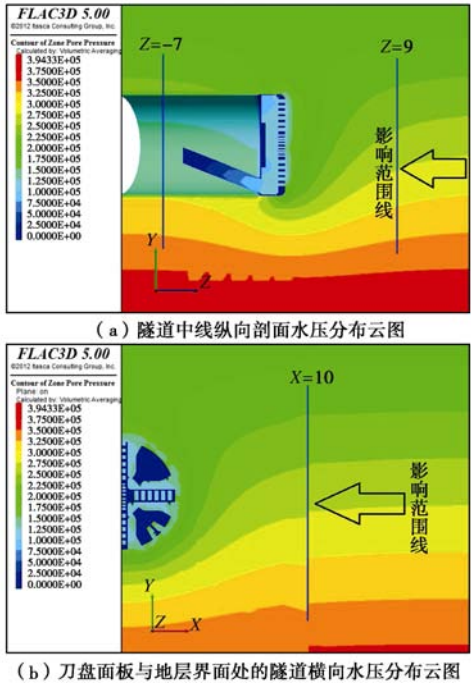 FLAC3D 5.00
©2012 Itasca Consulting Group, Inc.
Contour of Zone Pore Pressure
Calculated by: Volumetric Averaging
3.9433E+05
3.7500E+05
3.5000E+05
3.2500E+05
3.0000E+05
2.7500E+05
2.5000E+05
2.2500E+05
2.0000E+05
1.7500E+05
1.5000E+05
1.2500E+05
1.0000E+05
7.5000E+04
5.0000E+04
2.5000E+04
0.0000E+00
Z=-7
Z=9
影响范围线
Y
Z
（a）隧道中线纵向剖面水压分布云图
FLAC3D 5.00
©2012 Itasca Consulting Group, Inc.
Contour of Zone Pore Pressure
Plane: on
Calculated by: Volumetric Averaging
3.9433E+05
3.7500E+05
3.5000E+05
3.2500E+05
3.0000E+05
2.7500E+05
2.5000E+05
2.2500E+05
2.0000E+05
1.7500E+05
1.5000E+05
1.2500E+05
1.0000E+05
7.5000E+04
5.0000E+04
2.5000E+04
0.0000E+00
X=10
影响范围线
Y
Z
X
（b）刀盘面板与地层界面处的隧道横向水压分布云图